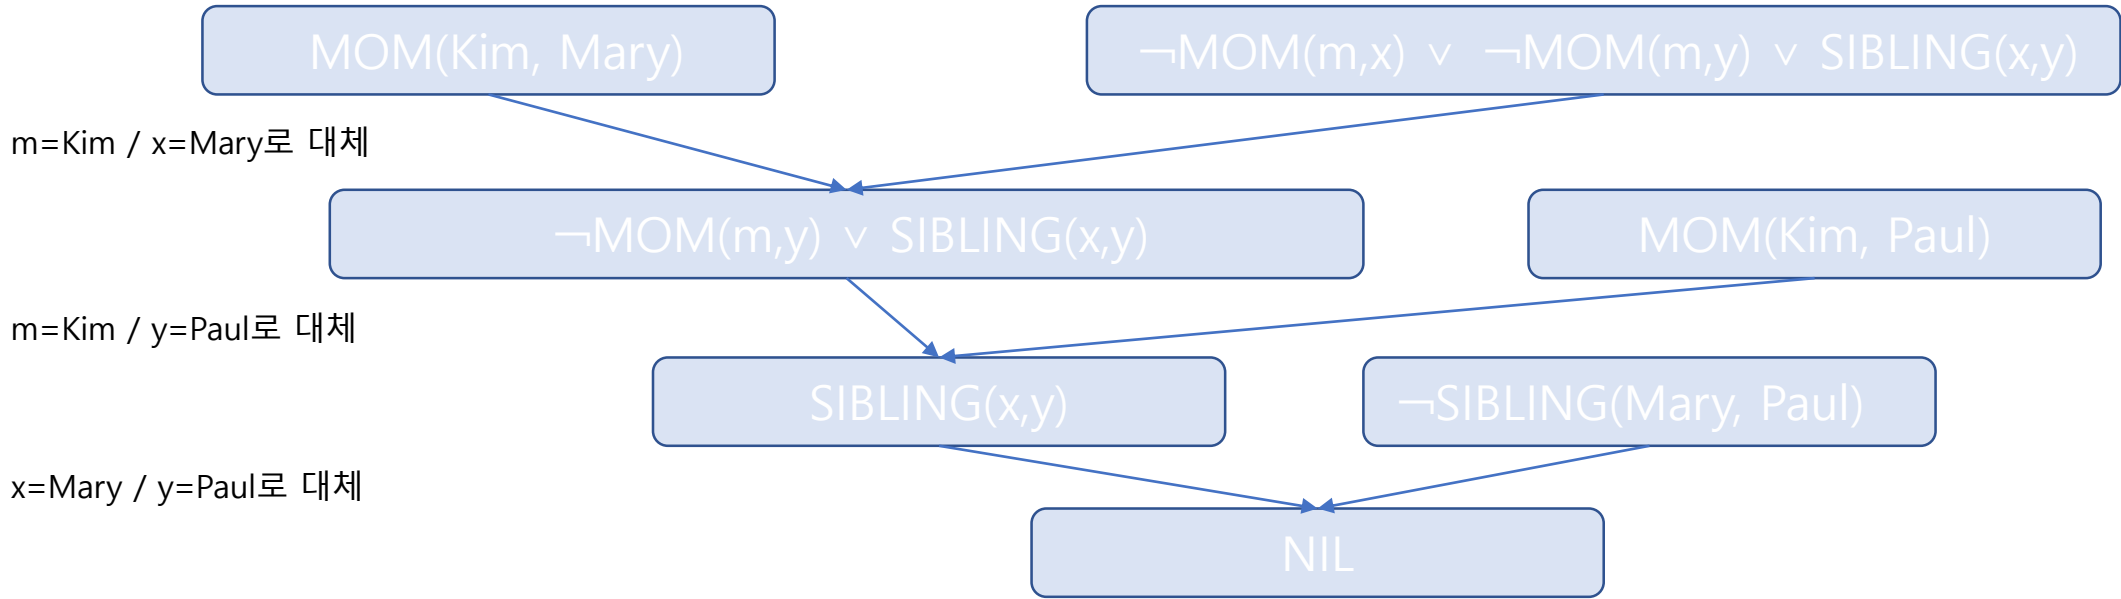 MOM(Kim, Mary)
¬MOM(m,x) ∨ ¬MOM(m,y) ∨ SIBLING(x,y)
m=Kim / x=Mary로 대체
¬MOM(m,y) ∨ SIBLING(x,y)
MOM(Kim, Paul)
m=Kim / y=Paul로 대체
SIBLING(x,y)
¬SIBLING(Mary, Paul)
x=Mary / y=Paul로 대체
NIL